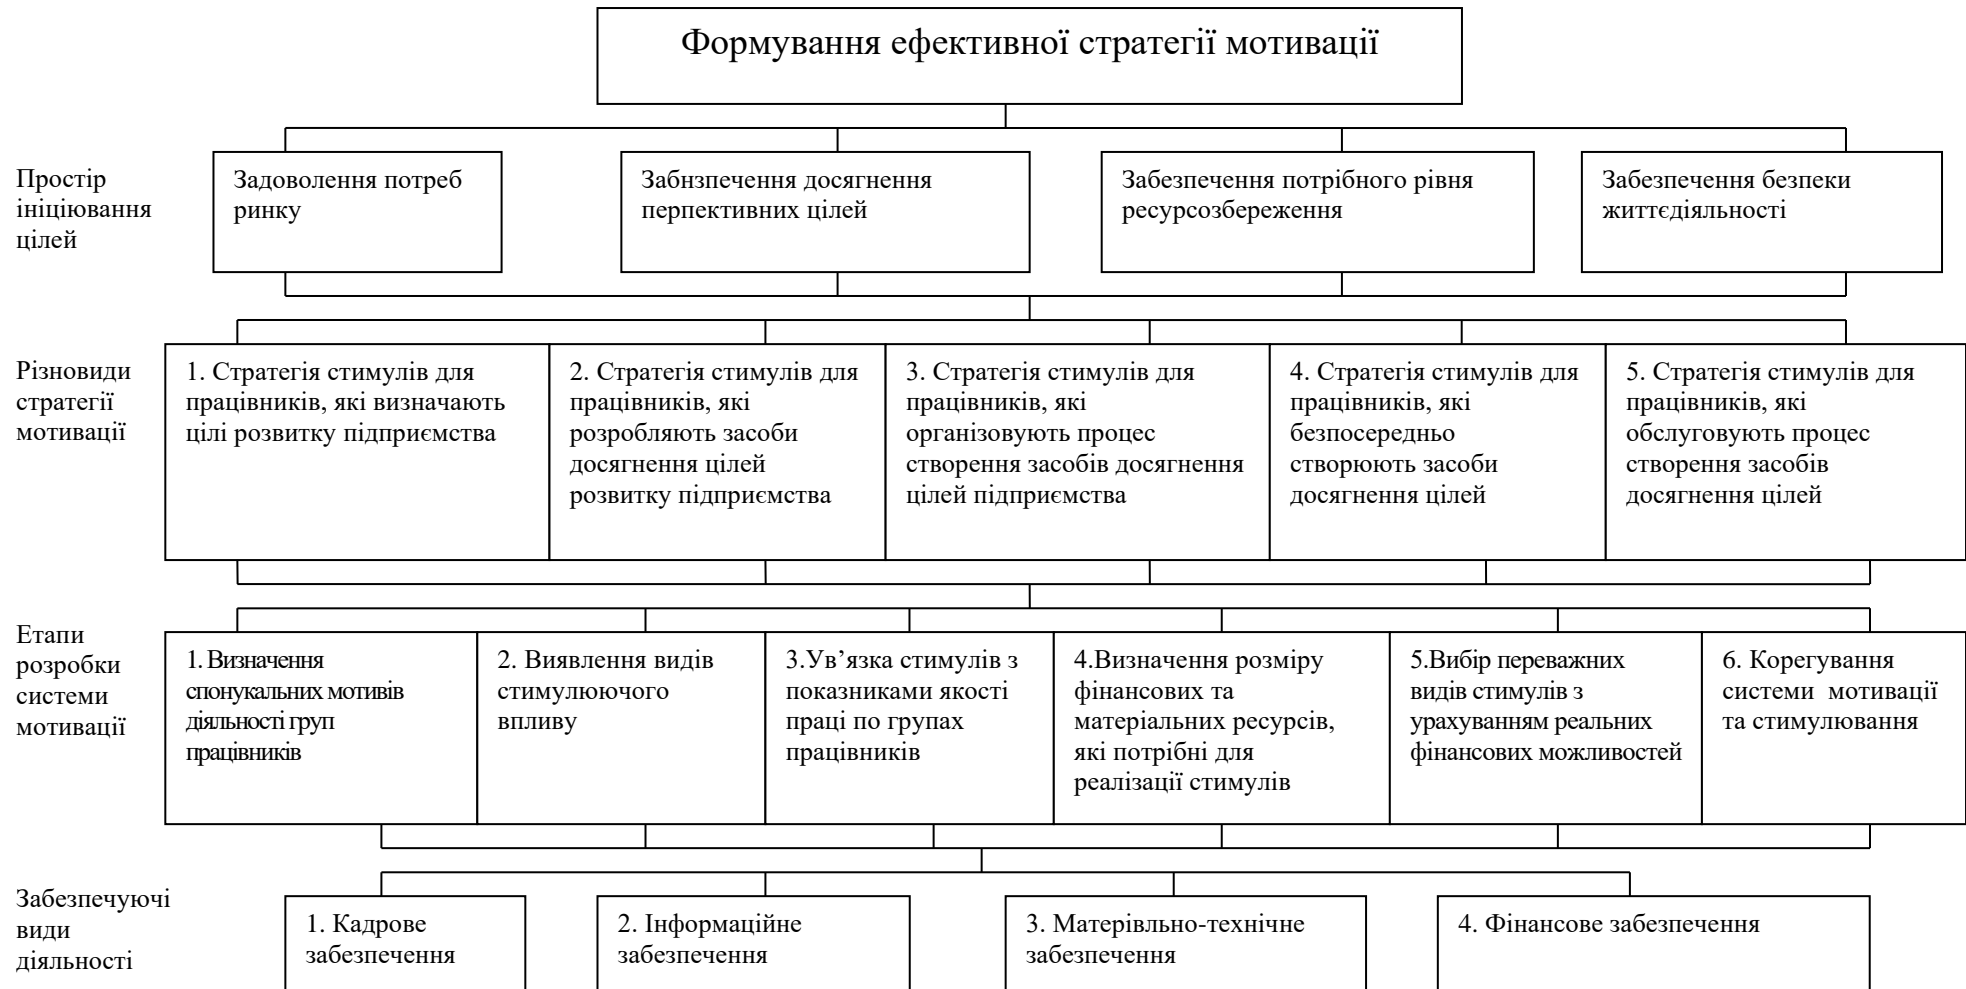 Формування ефективної стратегії мотивації
Простір
ініціювання
цілей
Задоволення потреб
ринку
Забнзпечення досягнення
перпективних цілей
Забезпечення потрібного рівня
ресурсозбереження
Забезпечення безпеки
життєдіяльності
Різновиди
стратегії
мотивації
1. Стратегія стимулів для
працівників, які визначають
цілі розвитку підприємства
2. Стратегія стимулів для
працівників, які
розробляють засоби
досягнення цілей
розвитку підприємства
3. Стратегія стимулів для
працівників, які
організовують процес
створення засобів досягнення
цілей підприємства
4. Стратегія стимулів для
працівників, які
безпосередньо
створюють засоби
досягнення цілей
5. Стратегія стимулів для
працівників, які
обслуговують процес
створення засобів
досягнення цілей
Етапи
розробки
системи
мотивації
1. Визначення
спонукальних мотивів
діяльності груп
працівників
2. Виявлення видів
стимулюючого
впливу
3.Ув’язка стимулів з
показниками якості
праці по групах
працівників
4.Визначення розміру
фінансових та
матеріальних ресурсів,
які потрібні для
реалізації стимулів
5.Вибір переважних
видів стимулів з
урахуванням реальних
фінансових можливостей
6. Корегування
системи мотивації
та стимулювання
Забезпечуючі
види
діяльності
1. Кадрове
забезпечення
2. Інформаційне
забезпечення
3. Матерівльно-технічне
забезпечення
4. Фінансове забезпечення